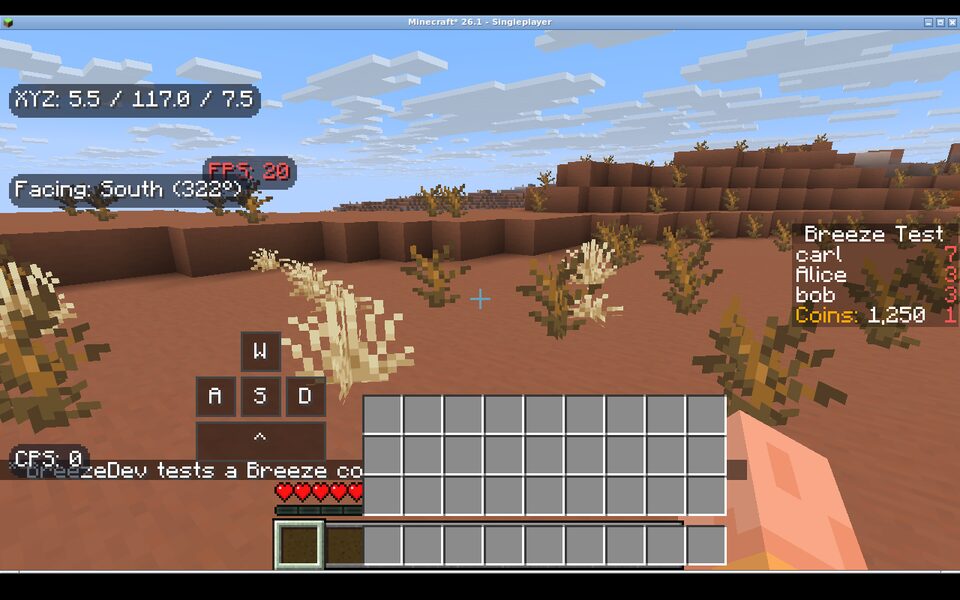 Minecraft* 26.1 - Singleplayer
XYZ: 5.5 / 117.0 / 7.5
FPS: 20
Facing: South (322°)
Breeze Test
carl 7
Alice 3
bob 3
Coins: 1,250 1
W
A S D
^
CPS: 0
BreezeDev tests a Breeze co